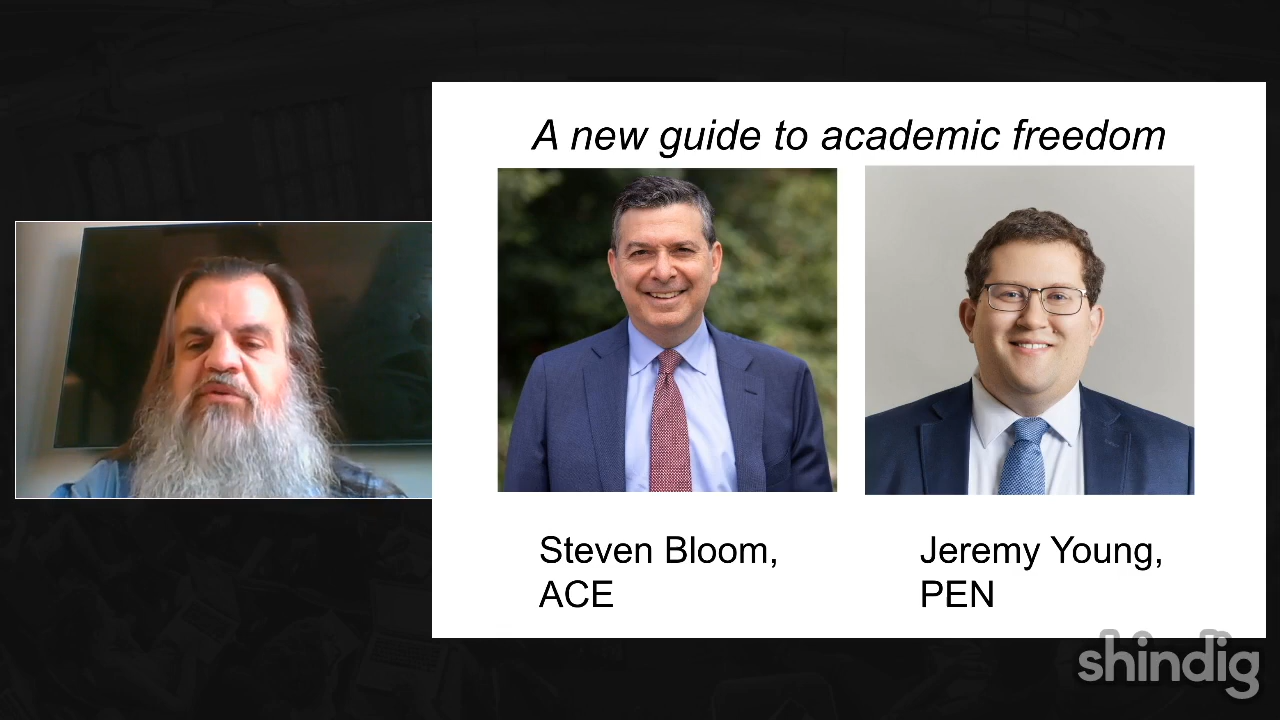 A new guide to academic freedom
Steven Bloom,
ACE
Jeremy Young,
PEN
shindig